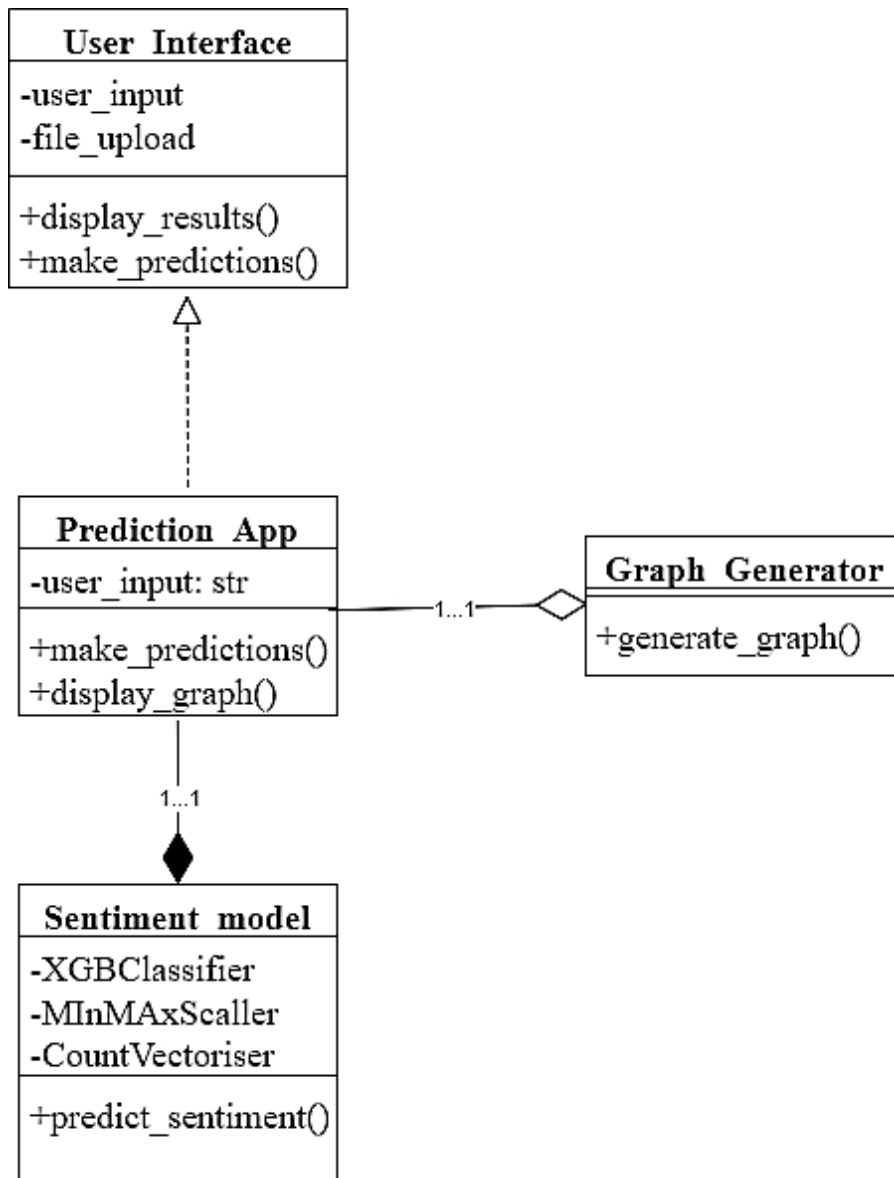 User Interface
-user_input
-file_upload
+display_results()
+make_predictions()
Prediction App
-user_input: str
+make_predictions()
+display_graph()
1...1
Graph Generator
+generate_graph()
1...1
Sentiment model
-XGBClassifier
-MInMAxScaller
-CountVectoriser
+predict_sentiment()